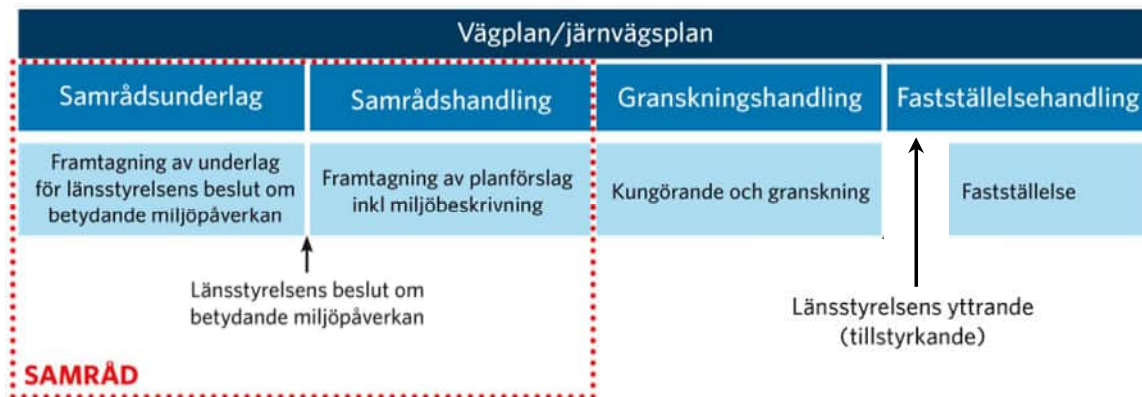 Vägplan/järnvägsplan
Samrådsunderlag
Samrådshandling
Granskningshandling
Fastställelsehandling
Framtagning av underlag
för länsstyrelsens beslut om
betydande miljöpåverkan
Framtagning av planförslag
inkl miljöbeskrivning
Kungörande och granskning
Fastställelse
Länsstyrelsens beslut om
betydande miljöpåverkan
Länsstyrelsens yttrande
(tillstyrkande)
SAMRÅD